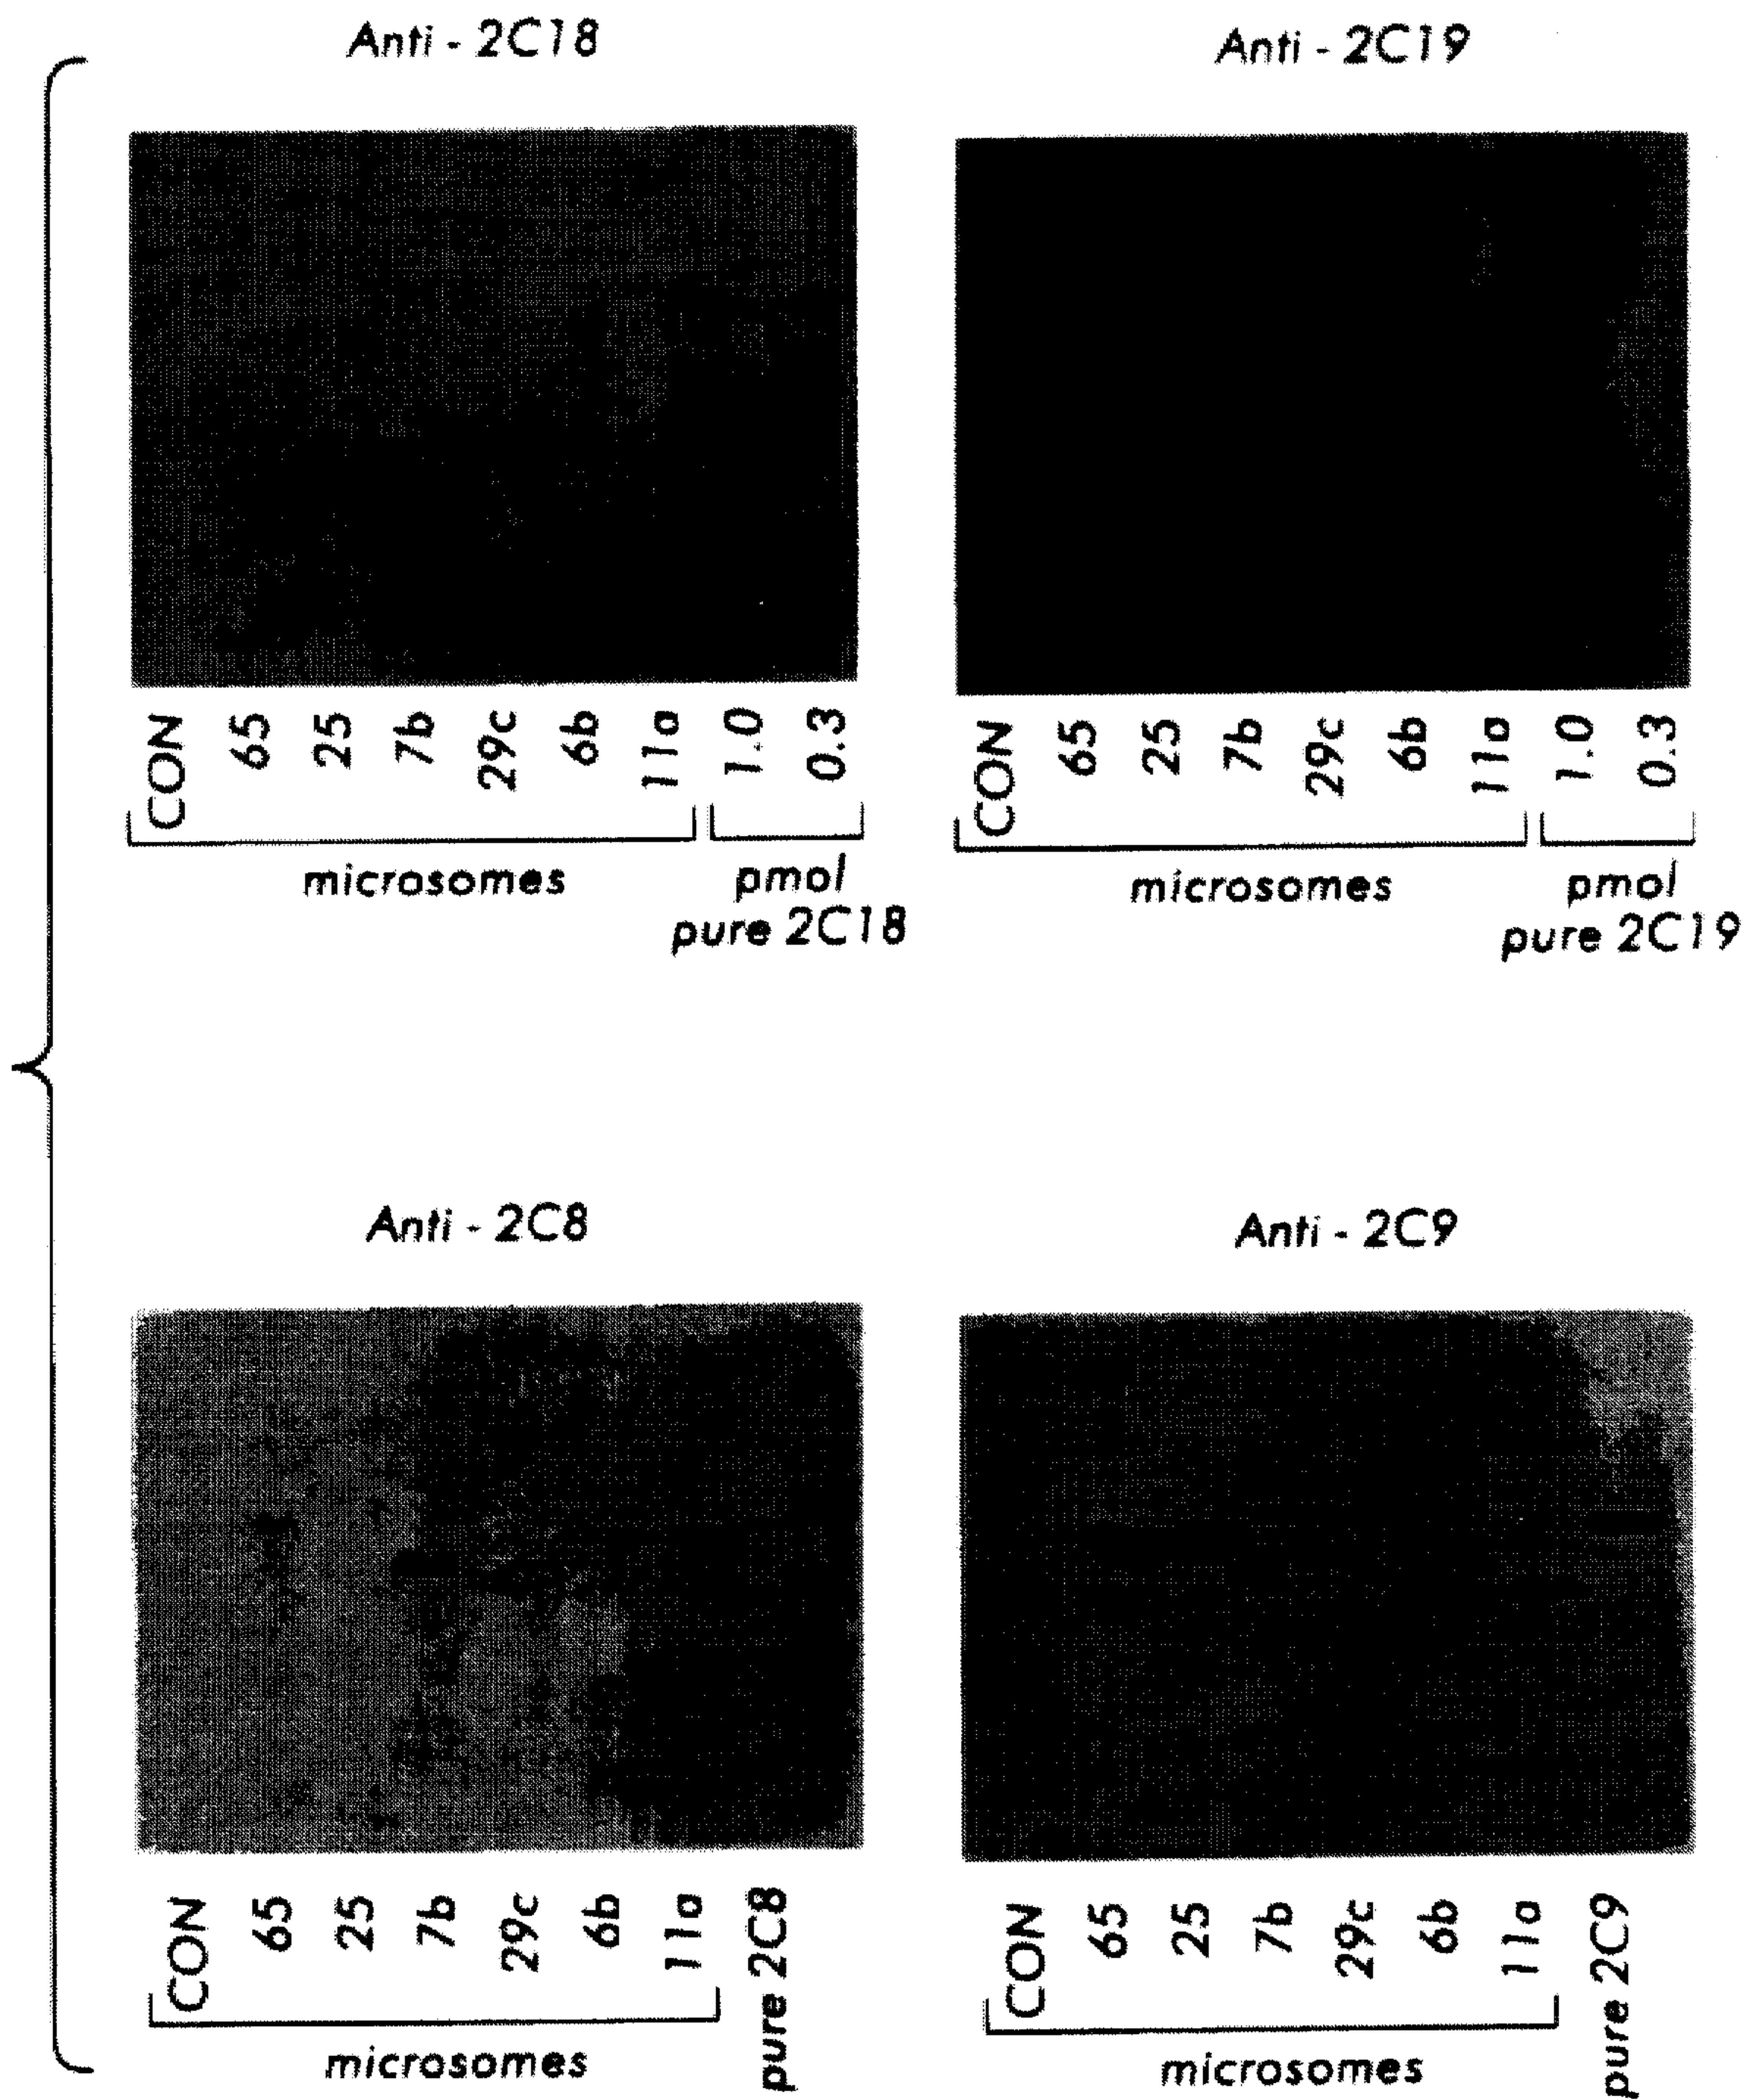 Anti - 2C18
CON 65 25 7b 29c 6b 11a 1.0 0.3
microsomes pmol
pure 2C18
Anti - 2C19
CON 65 25 7b 29c 6b 11a 1.0 0.3
microsomes pmol
pure 2C19
Anti - 2C8
CON 65 25 7b 29c 6b 11a pure 2C8
microsomes
Anti - 2C9
CON 65 25 7b 29c 6b 11a pure 2C9
microsomes